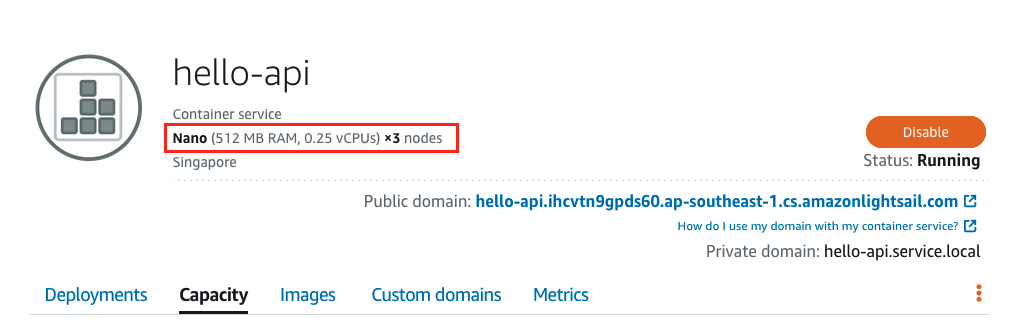 hello-api
Container service
Nano (512 MB RAM, 0.25 vCPUs) ×3 nodes
Singapore
Disable
Status: Running
Public domain: hello-api.ihcvtn9gpds60.ap-southeast-1.cs.amazonlightsail.com
How do I use my domain with my container service?
Private domain: hello-api.service.local
Deployments Capacity Images Custom domains Metrics